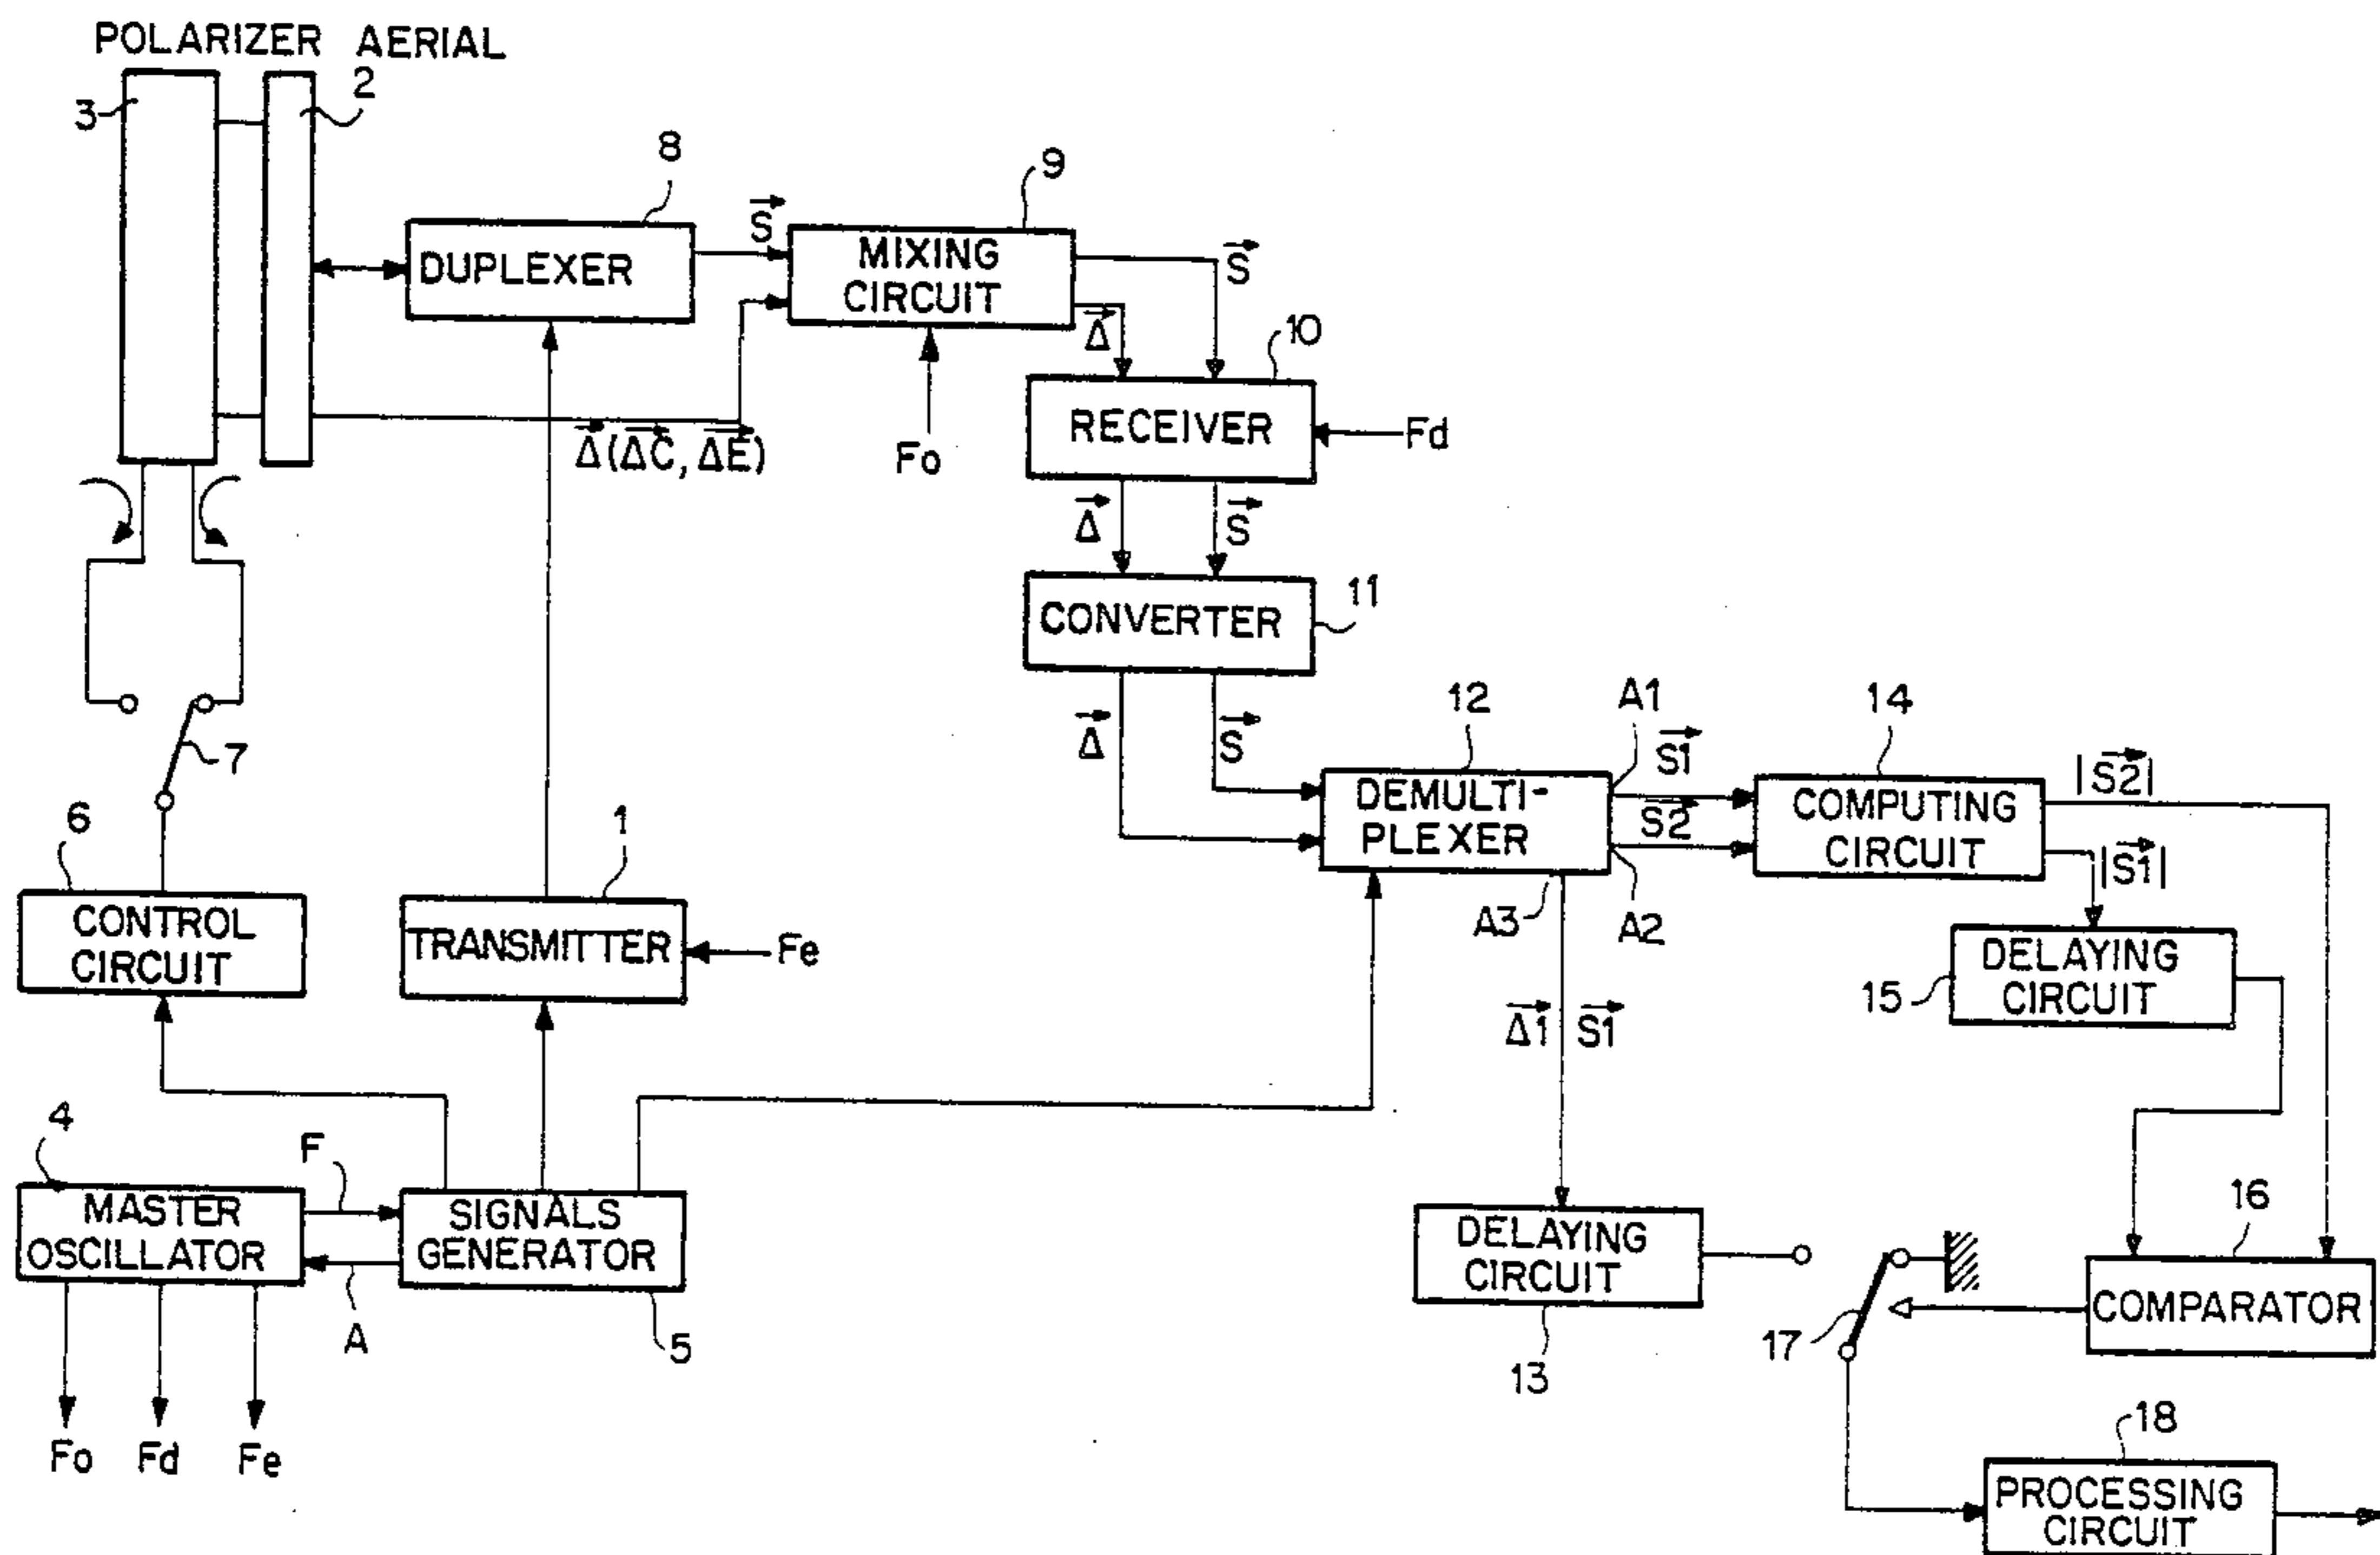 POLARIZER AERIAL
3
2
8
DUPLEXER
S⃗
9
MIXING
CIRCUIT
S⃗
Δ⃗
Fo
Δ⃗(ΔC⃗, ΔE⃗)
10
RECEIVER
Fd
Δ⃗
S⃗
CONVERTER
11
Δ⃗
S⃗
7
6
CONTROL
CIRCUIT
1
TRANSMITTER
Fe
12
DEMULTI-
PLEXER
A1
S1⃗
S2⃗
A2
A3
14
COMPUTING
CIRCUIT
|S2⃗|
|S1⃗|
15
DELAYING
CIRCUIT
Δ1⃗ S1⃗
4
MASTER
OSCILLATOR
F
A
SIGNALS
GENERATOR
5
Fo Fd Fe
DELAYING
CIRCUIT
13
17
16
COMPARATOR
18
PROCESSING
CIRCUIT